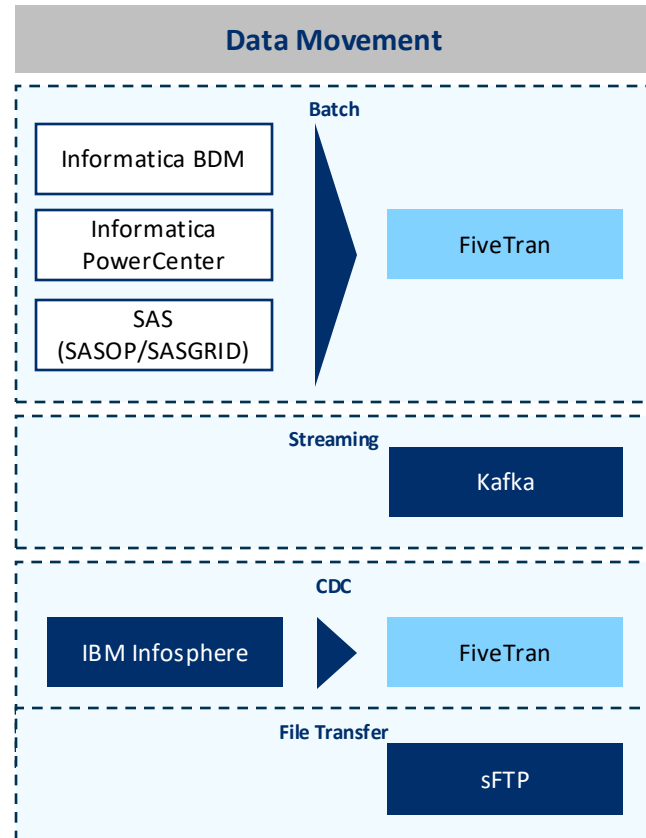 Data Movement
Batch
Informatica BDM
Informatica
PowerCenter
SAS
(SASOP/SASGRID)
FiveTran
Streaming
Kafka
CDC
IBM Infosphere
FiveTran
File Transfer
sFTP